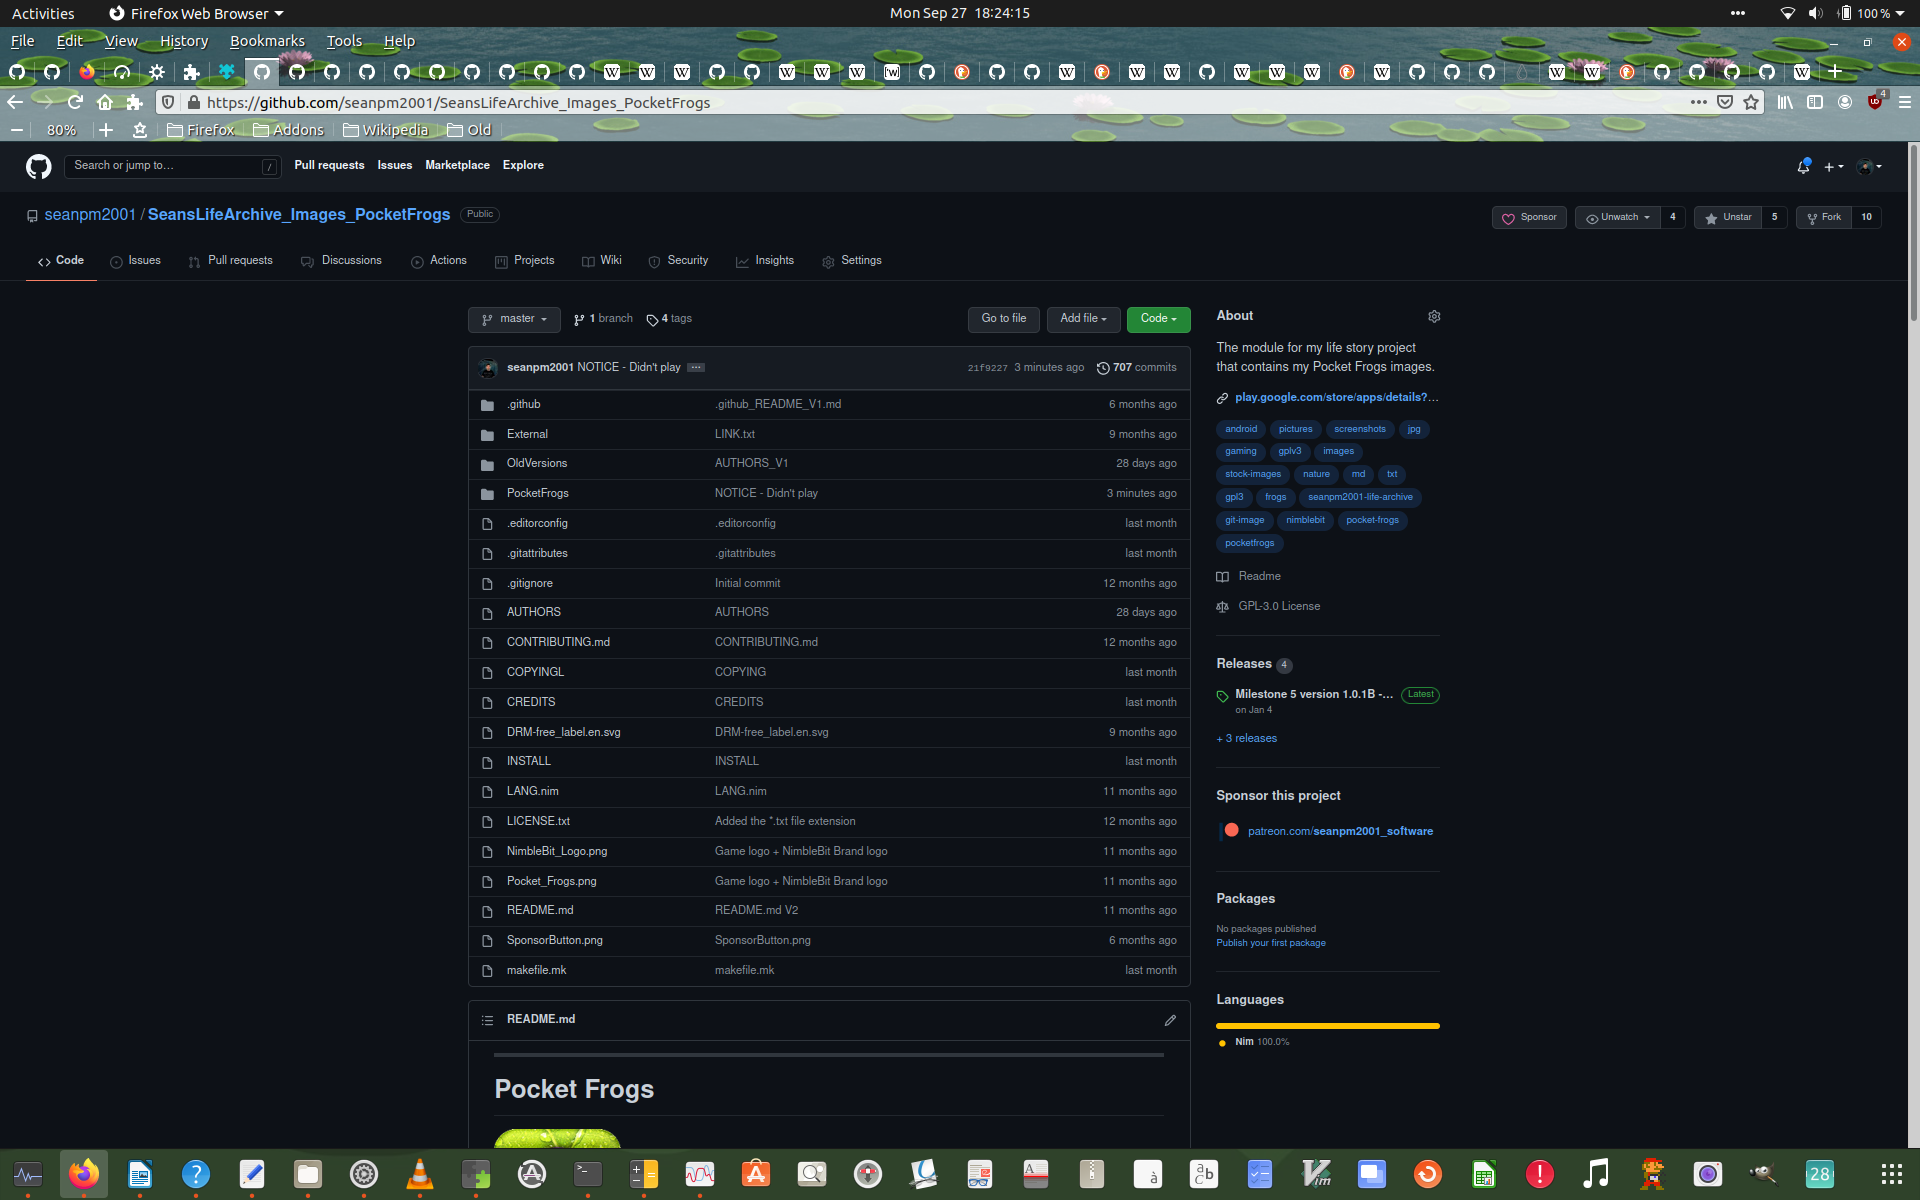 Activities Firefox Web Browser Mon Sep 27 18:24:15 100 %
File Edit View History Bookmarks Tools Help
https://github.com/seanpm2001/SeansLifeArchive_Images_PocketFrogs 4
80% Firefox Addons Wikipedia Old
Search or jump to… / Pull requests Issues Marketplace Explore
seanpm2001 / SeansLifeArchive_Images_PocketFrogs Public Sponsor Unwatch 4 Unstar 5 Fork 10
Code Issues Pull requests Discussions Actions Projects Wiki Security Insights Settings
master 1 branch 4 tags Go to file Add file Code
seanpm2001 NOTICE - Didn't play ... 21f9227 3 minutes ago 707 commits
.github .github_README_V1.md 6 months ago
External LINK.txt 9 months ago
OldVersions AUTHORS_V1 28 days ago
PocketFrogs NOTICE - Didn't play 3 minutes ago
.editorconfig .editorconfig last month
.gitattributes .gitattributes last month
.gitignore Initial commit 12 months ago
AUTHORS AUTHORS 28 days ago
CONTRIBUTING.md CONTRIBUTING.md 12 months ago
COPYINGL COPYING last month
CREDITS CREDITS last month
DRM-free_label.en.svg DRM-free_label.en.svg 9 months ago
INSTALL INSTALL last month
LANG.nim LANG.nim 11 months ago
LICENSE.txt Added the *.txt file extension 12 months ago
NimbleBit_Logo.png Game logo + NimbleBit Brand logo 11 months ago
Pocket_Frogs.png Game logo + NimbleBit Brand logo 11 months ago
README.md README.md V2 11 months ago
SponsorButton.png SponsorButton.png 6 months ago
makefile.mk makefile.mk last month
README.md
Pocket Frogs
About
The module for my life story project
that contains my Pocket Frogs images.
play.google.com/store/apps/details?…
android pictures screenshots jpg
gaming gplv3 images
stock-images nature md txt
gpl3 frogs seanpm2001-life-archive
git-image nimblebit pocket-frogs
pocketfrogs
Readme
GPL-3.0 License
Releases 4
Milestone 5 version 1.0.1B -… Latest
on Jan 4
+ 3 releases
Sponsor this project
patreon.com/seanpm2001_software
Packages
No packages published
Publish your first package
Languages
Nim 100.0%
28